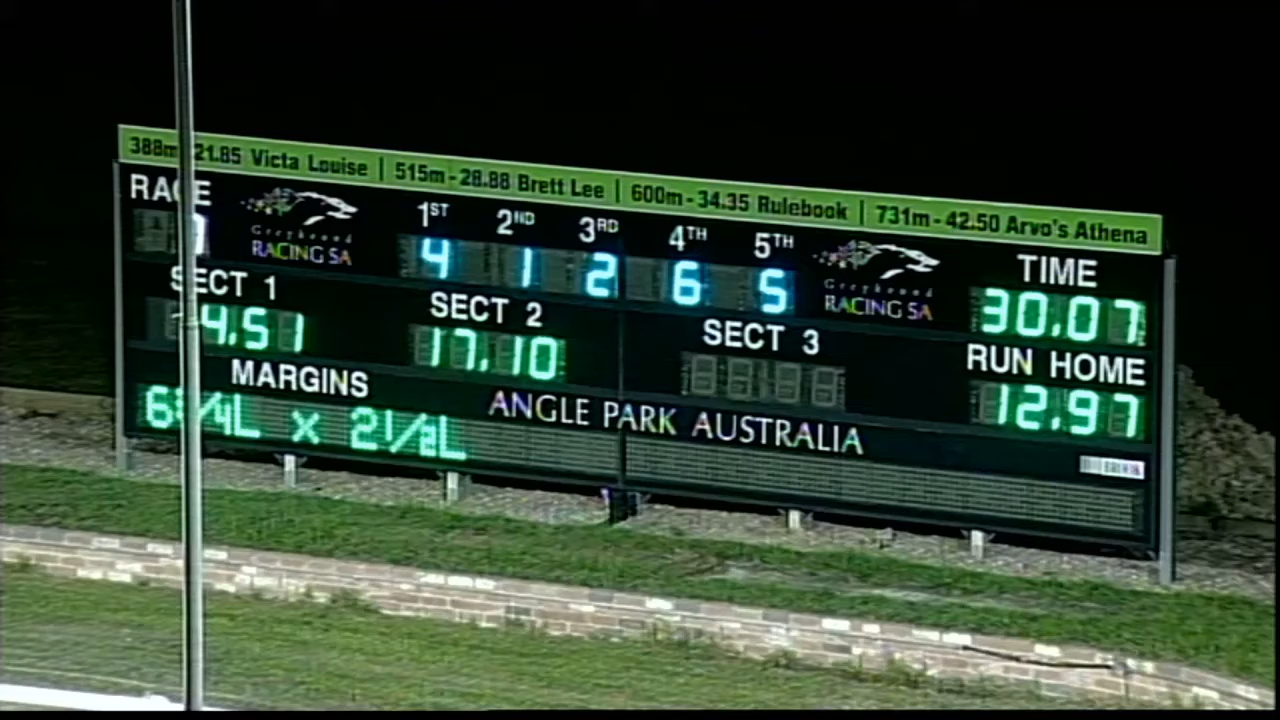 388m 21.85 Victa Louise | 515m - 28.88 Brett Lee | 600m - 34.35 Rulebook | 731m - 42.50 Arvo's Athena
RACE
Greyhound
RACING SA
1ST 2ND 3RD 4TH 5TH
4 1 2 6 5
Greyhound
RACING SA
TIME
30.07
SECT 1
4.51
SECT 2
17.10
SECT 3
RUN HOME
12.97
MARGINS
ANGLE PARK AUSTRALIA
x 2 1/2L